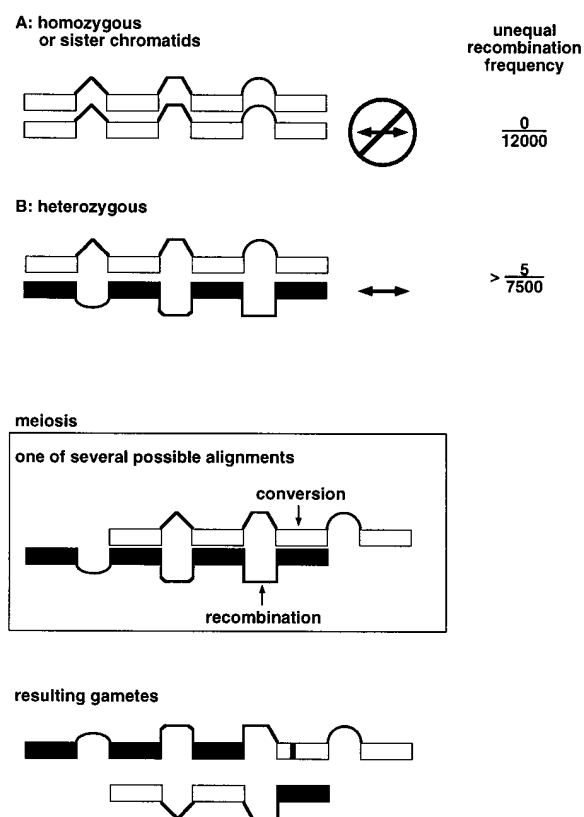 A: homozygous
or sister chromatids
unequal
recombination
frequency
0
12000
B: heterozygous
> 5
7500
meiosis
one of several possible alignments
conversion
recombination
resulting gametes